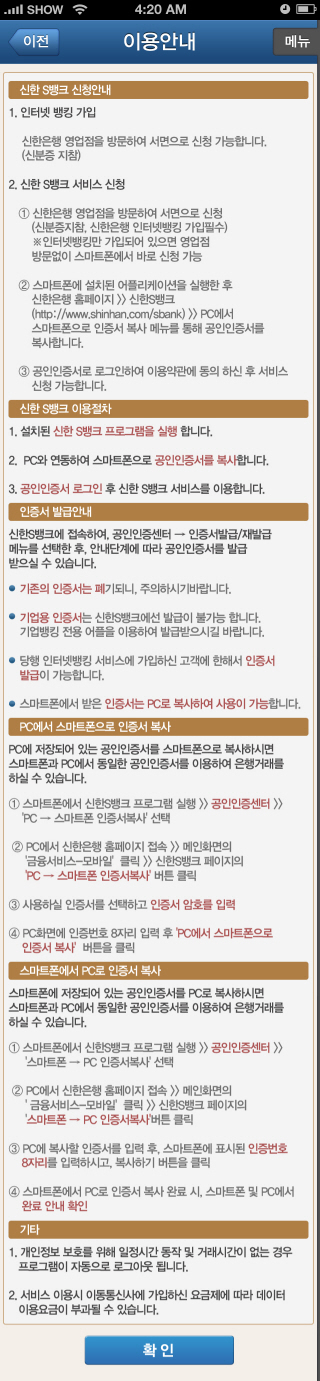 SHOW 4:20 AM
이전 이용안내 메뉴
신한 S뱅크 신청안내
1. 인터넷 뱅킹 가입
신한은행 영업점을 방문하여 서면으로 신청 가능합니다.
(신분증 지참)
2. 신한 S뱅크 서비스 신청
① 신한은행 영업점을 방문하여 서면으로 신청
(신분증지참, 신한은행 인터넷뱅킹 가입필수)
※인터넷뱅킹만 가입되어 있으면 영업점
방문없이 스마트폰에서 바로 신청 가능
② 스마트폰에 설치된 어플리케이션을 실행한 후
신한은행 홈페이지 >> 신한S뱅크
(http://www.shinhan.com/sbank) >> PC에서
스마트폰으로 인증서 복사 메뉴를 통해 공인인증서를
복사합니다.
③ 공인인증서로 로그인하여 이용약관에 동의 하신 후 서비스
신청 가능합니다.
신한 S뱅크 이용절차
1. 설치된 신한 S뱅크 프로그램을 실행 합니다.
2. PC와 연동하여 스마트폰으로 공인인증서를 복사합니다.
3. 공인인증서 로그인 후 신한 S뱅크 서비스를 이용합니다.
인증서 발급안내
신한S뱅크에 접속하여, 공인인증센터 → 인증서발급/재발급
메뉴를 선택한 후, 안내단계에 따라 공인인증서를 발급
받으실 수 있습니다.
• 기존의 인증서는 폐기되니, 주의하시기바랍니다.
• 기업용 인증서는 신한S뱅크에선 발급이 불가능 합니다.
기업뱅킹 전용 어플을 이용하여 발급받으시길 바랍니다.
• 당행 인터넷뱅킹 서비스에 가입하신 고객에 한해서 인증서
발급이 가능합니다.
• 스마트폰에서 받은 인증서는 PC로 복사하여 사용이 가능합니다.
PC에서 스마트폰으로 인증서 복사
PC에 저장되어 있는 공인인증서를 스마트폰으로 복사하시면
스마트폰과 PC에서 동일한 공인인증서를 이용하여 은행거래를
하실 수 있습니다.
① 스마트폰에서 신한S뱅크 프로그램 실행 >> 공인인증센터 >>
'PC → 스마트폰 인증서복사' 선택
② PC에서 신한은행 홈페이지 접속 >> 메인화면의
'금융서비스-모바일' 클릭 >> 신한S뱅크 페이지의
'PC → 스마트폰 인증서복사' 버튼 클릭
③ 사용하실 인증서를 선택하고 인증서 암호를 입력
④ PC화면에 인증번호 8자리 입력 후 'PC에서 스마트폰으로
인증서 복사' 버튼을 클릭
스마트폰에서 PC로 인증서 복사
스마트폰에 저장되어 있는 공인인증서를 PC로 복사하시면
스마트폰과 PC에서 동일한 공인인증서를 이용하여 은행거래를
하실 수 있습니다.
① 스마트폰에서 신한S뱅크 프로그램 실행 >> 공인인증센터 >>
'스마트폰 → PC 인증서복사' 선택
② PC에서 신한은행 홈페이지 접속 >> 메인화면의
' 금융서비스-모바일' 클릭 >> 신한S뱅크 페이지의
'스마트폰 → PC 인증서복사'버튼 클릭
③ PC에 복사할 인증서를 입력 후, 스마트폰에 표시된 인증번호
8자리를 입력하시고, 복사하기 버튼을 클릭
④ 스마트폰에서 PC로 인증서 복사 완료 시, 스마트폰 및 PC에서
완료 안내 확인
기타
1. 개인정보 보호를 위해 일정시간 동작 및 거래시간이 없는 경우
프로그램이 자동으로 로그아웃 됩니다.
2. 서비스 이용시 이동통신사에 가입하신 요금제에 따라 데이터
이용요금이 부과될 수 있습니다.
확 인